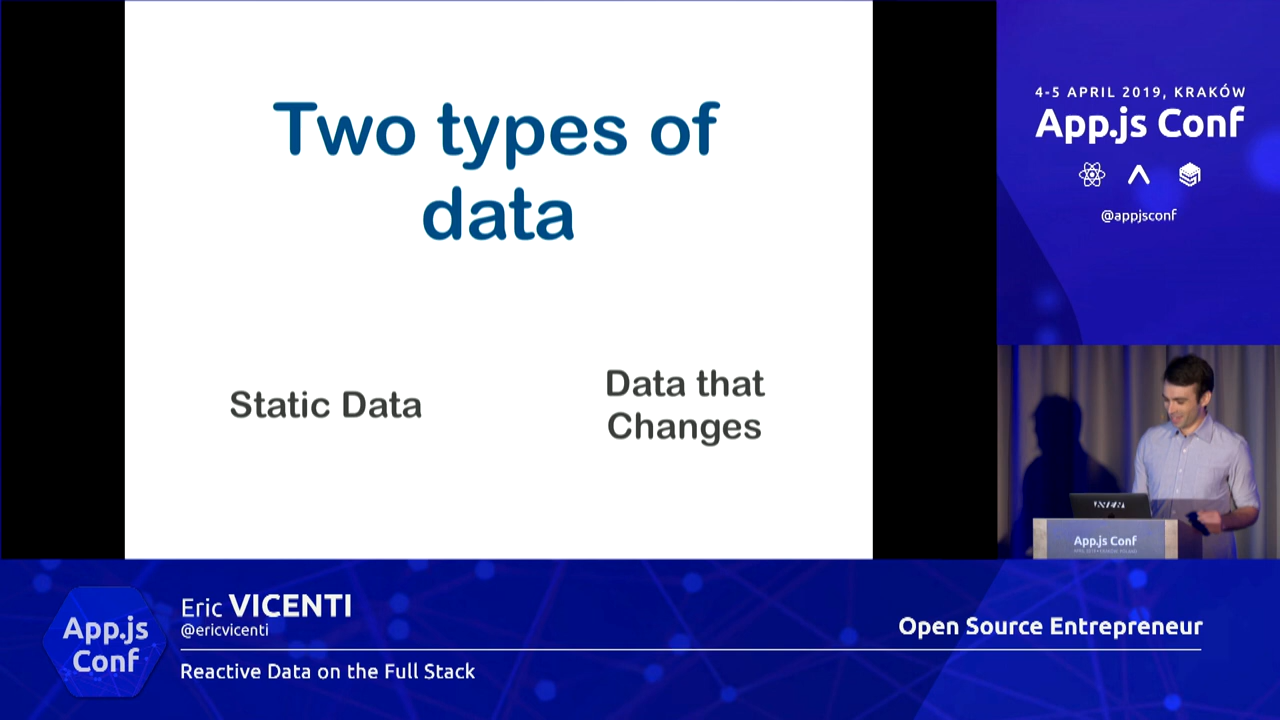 Two types of
data
Static Data
Data that
Changes
4-5 APRIL 2019, KRAKÓW
App.js Conf
@appjsconf
App.js Conf
App.js
Conf
Eric VICENTI
@ericvicenti
Reactive Data on the Full Stack
Open Source Entrepreneur